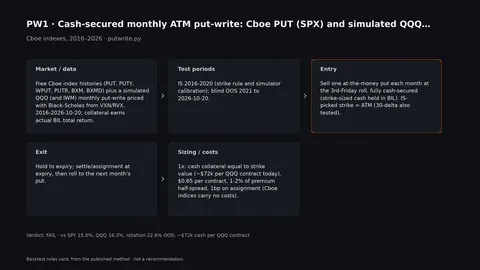 PW1 · Cash-secured monthly ATM put-write: Cboe PUT (SPX) and simulated QQQ...
Cboe indexes, 2016–2026 · putwrite.py
Market / data
Free Cboe index histories (PUT, PUTY,
WPUT, PUTR, BXM, BXMD) plus a simulated
QQQ (and IWM) monthly put-write priced
with Black-Scholes from VXN/RVX,
2016-2026-10-20; collateral earns
actual BIL total return.
Test periods
IS 2016-2020 (strike rule and simulator
calibration); blind OOS 2021 to
2026-10-20.
Entry
Sell one at-the-money put each month at
the 3rd-Friday roll, fully cash-secured
(strike-sized cash held in BIL). IS-
picked strike = ATM (30-delta also
tested).
Exit
Hold to expiry; settle/assignment at
expiry, then roll to the next month's
put.
Sizing / costs
1x: cash collateral equal to strike
value (~$72k per QQQ contract today).
$0.65 per contract, 1-2% of premium
half-spread, 1bp on assignment (Cboe
indices carry no costs).
Verdict: FAIL · vs SPY 15.0%, QQQ 16.3%, rotation 22.6% OOS; ~$72k cash per QQQ contract
Backtest rules card, from the published method · not a recommendation.